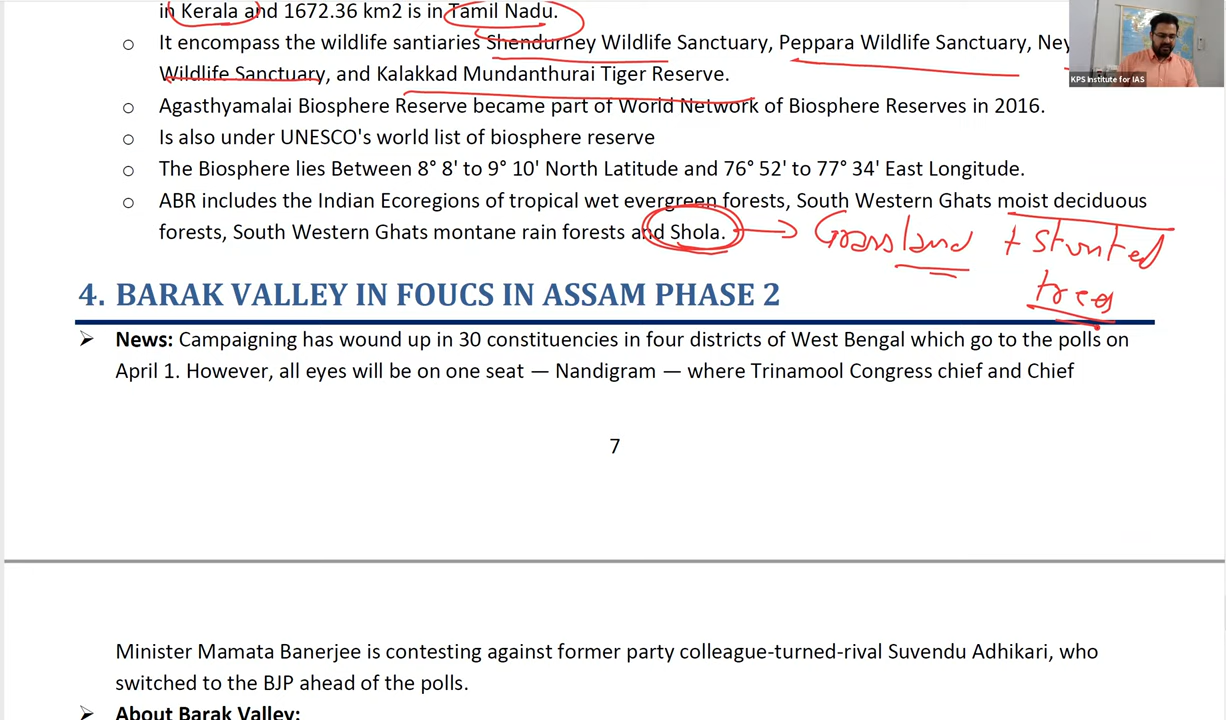 in Kerala and 1672.36 km2 is in Tamil Nadu.
o It encompass the wildlife santiaries Shendurney Wildlife Sanctuary, Peppara Wildlife Sanctuary, Ney
KPS Institute for IAS
Wildlife Sanctuary, and Kalakkad Mundanthurai Tiger Reserve.
o Agasthyamalai Biosphere Reserve became part of World Network of Biosphere Reserves in 2016.
o Is also under UNESCO's world list of biosphere reserve
o The Biosphere lies Between 8° 8' to 9° 10' North Latitude and 76° 52' to 77° 34' East Longitude.
o ABR includes the Indian Ecoregions of tropical wet evergreen forests, South Western Ghats moist deciduous
forests, South Western Ghats montane rain forests and Shola.
Grassland + stunted
trees
4. BARAK VALLEY IN FOUCS IN ASSAM PHASE 2
➢ News: Campaigning has wound up in 30 constituencies in four districts of West Bengal which go to the polls on
April 1. However, all eyes will be on one seat — Nandigram — where Trinamool Congress chief and Chief
7
Minister Mamata Banerjee is contesting against former party colleague-turned-rival Suvendu Adhikari, who
switched to the BJP ahead of the polls.
➢ About Barak Valley: